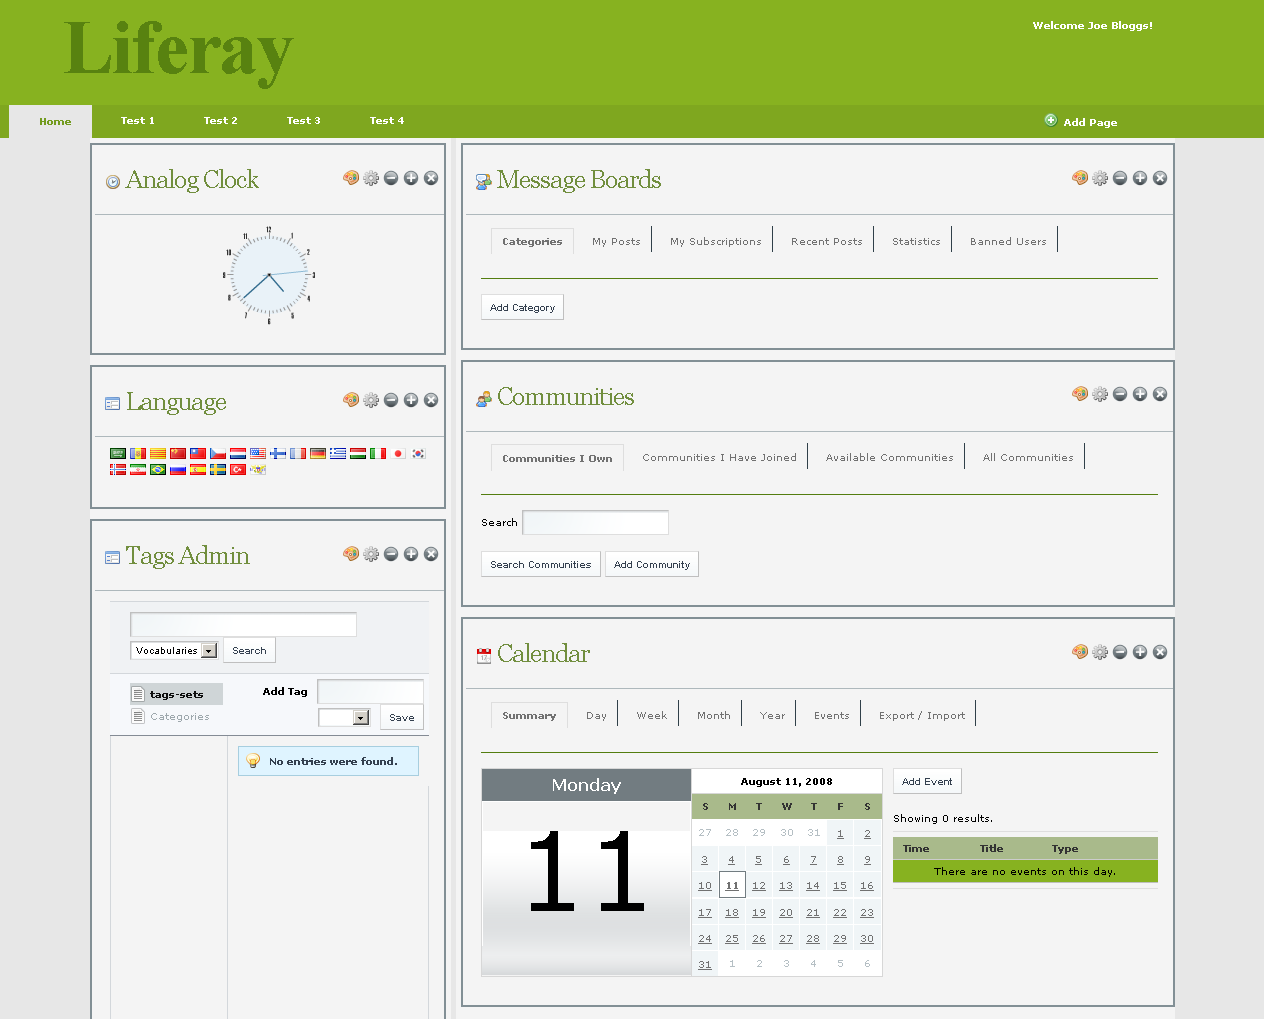 Liferay
Welcome Joe Bloggs!
Home Test 1 Test 2 Test 3 Test 4 Add Page
Analog Clock
12
1
2
3
4
5
6
7
8
9
10
11
Language
Tags Admin
Vocabularies Search
tags-sets
Categories
Add Tag
Save
No entries were found.
Message Boards
Categories My Posts My Subscriptions Recent Posts Statistics Banned Users
Add Category
Communities
Communities I Own Communities I Have Joined Available Communities All Communities
Search
Search Communities Add Community
Calendar
Summary Day Week Month Year Events Export / Import
Monday
11
August 11, 2008
S M T W T F S
27 28 29 30 31 1 2
3 4 5 6 7 8 9
10 11 12 13 14 15 16
17 18 19 20 21 22 23
24 25 26 27 28 29 30
31 1 2 3 4 5 6
Add Event
Showing 0 results.
Time Title Type
There are no events on this day.